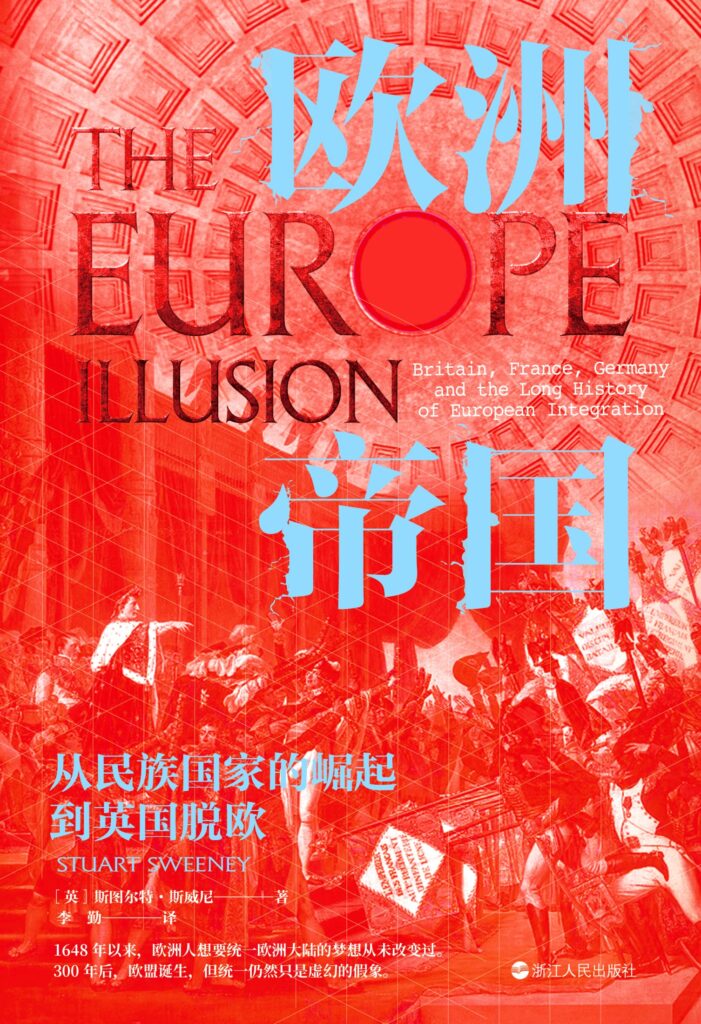 欧洲
THE
EUROPE
ILLUSION
Britain, France, Germany
and the Long History
of European Integration
帝国
从民族国家的崛起
到英国脱欧
STUART SWEENEY
[英]斯图尔特·斯威尼———著
李 勤———译
1648 年以来，欧洲人想要统一欧洲大陆的梦想从未改变过。
300 年后，欧盟诞生，但统一仍然只是虚幻的假象。
浙江人民出版社